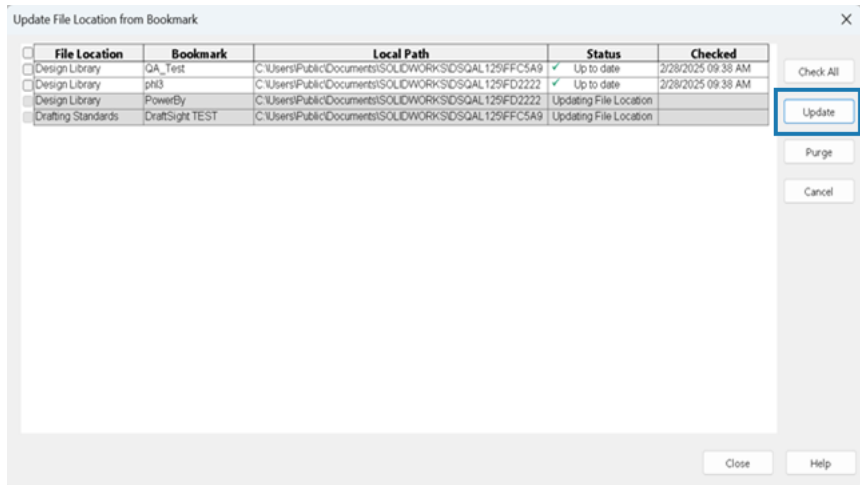 Update File Location from Bookmark
File Location Bookmark Local Path Status Checked
Design Library QA_Test C:\Users\Public\Documents\SOLIDWORKS\DSQAL125\FFC5A9 Up to date 2/28/2025 09:38 AM
Design Library phl3 C:\Users\Public\Documents\SOLIDWORKS\DSQAL125\FD2222 Up to date 2/28/2025 09:38 AM
Design Library PowerBy C:\Users\Public\Documents\SOLIDWORKS\DSQAL125\FD2222 Updating File Location
Drafting Standards DraftSight TEST C:\Users\Public\Documents\SOLIDWORKS\DSQAL125\FFC5A9 Updating File Location
Check All
Update
Purge
Cancel
Close Help